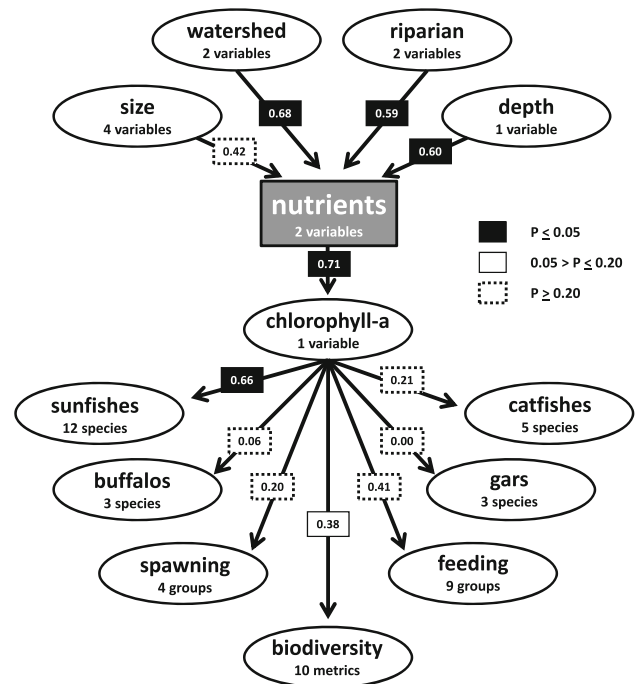 watershed
2 variables
riparian
2 variables
size
4 variables
depth
1 variable
0.68
0.59
0.42
0.60
nutrients
2 variables
P ≤ 0.05
0.05 > P ≤ 0.20
P ≥ 0.20
0.71
chlorophyll-a
1 variable
0.66
0.21
sunfishes
12 species
catfishes
5 species
0.06
0.00
buffalos
3 species
gars
3 species
0.20
0.41
0.38
spawning
4 groups
feeding
9 groups
biodiversity
10 metrics